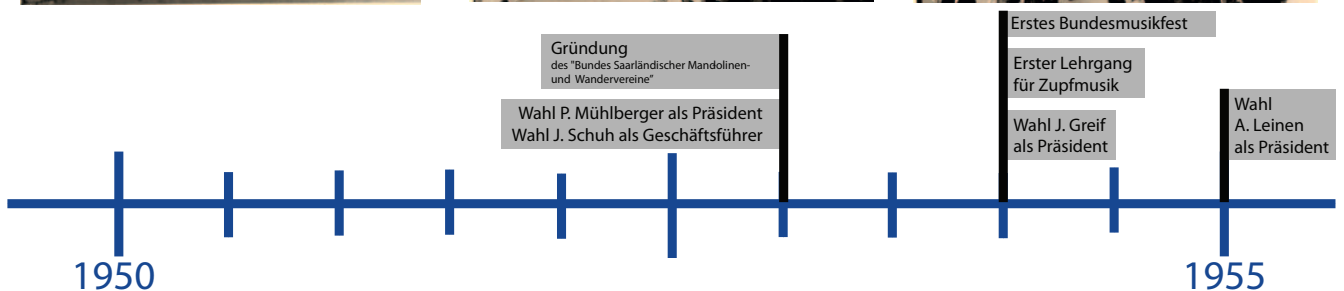 Gründung
des "Bundes Saarländischer Mandolinen-
und Wandervereine"
Wahl P. Mühlberger als Präsident
Wahl J. Schuh als Geschäftsführer
Erstes Bundesmusikfest
Erster Lehrgang
für Zupfmusik
Wahl J. Greif
als Präsident
Wahl
A. Leinen
als Präsident
1950
1955